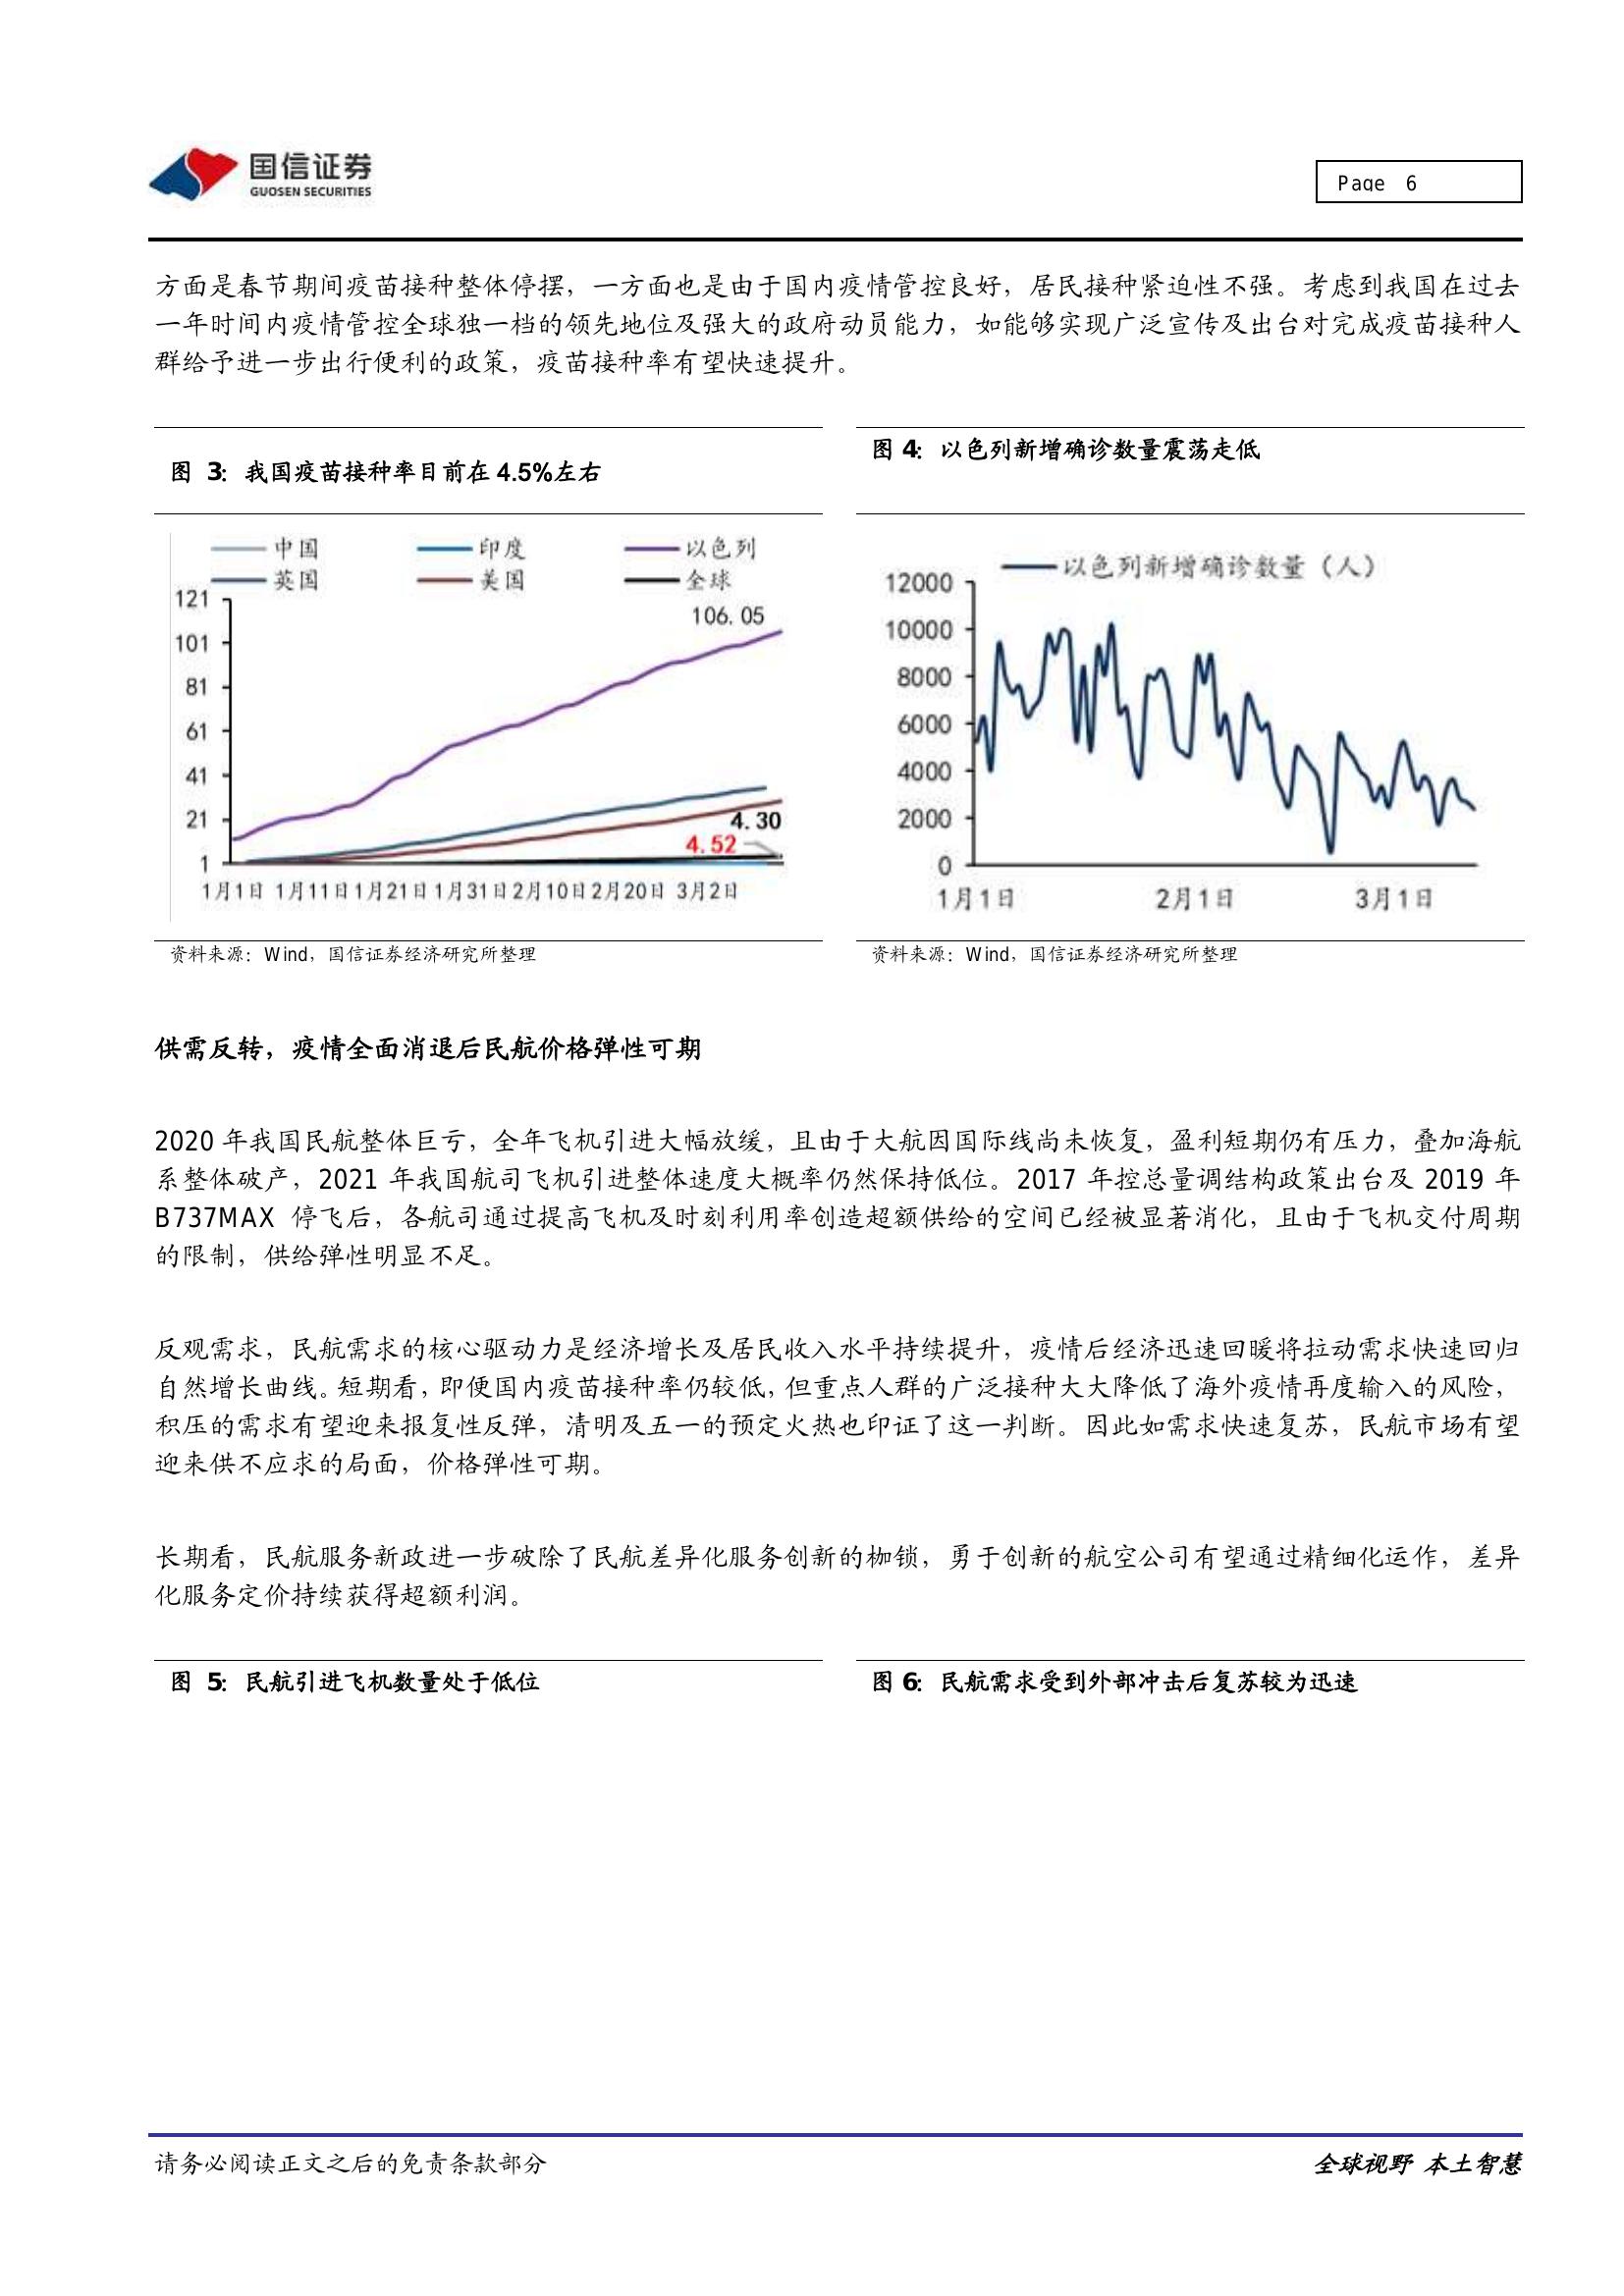 国信证券
GUOSEN SECURITIES
Page 6
方面是春节期间疫苗接种整体停摆，一方面也是由于国内疫情管控良好，居民接种紧迫性不强。考虑到我国在过去
一年时间内疫情管控全球独一档的领先地位及强大的政府动员能力，如能够实现广泛宣传及出台对完成疫苗接种人
群给予进一步出行便利的政策，疫苗接种率有望快速提升。
图 3：我国疫苗接种率目前在 4.5%左右
中国 印度 以色列
英国 美国 全球
121
101
81
61
41
21
1
106.05
4.30
4.52
1月1日 1月11日 1月21日 1月31日 2月10日 2月20日 3月2日
资料来源：Wind，国信证券经济研究所整理
图 4：以色列新增确诊数量震荡走低
以色列新增确诊数量（人）
12000
10000
8000
6000
4000
2000
0
1月1日 2月1日 3月1日
资料来源：Wind，国信证券经济研究所整理
供需反转，疫情全面消退后民航价格弹性可期
2020 年我国民航整体巨亏，全年飞机引进大幅放缓，且由于大航因国际线尚未恢复，盈利短期仍有压力，叠加海航
系整体破产，2021 年我国航司飞机引进整体速度大概率仍然保持低位。2017 年控总量调结构政策出台及 2019 年
B737MAX 停飞后，各航司通过提高飞机及时刻利用率创造超额供给的空间已经被显著消化，且由于飞机交付周期
的限制，供给弹性明显不足。
反观需求，民航需求的核心驱动力是经济增长及居民收入水平持续提升，疫情后经济迅速回暖将拉动需求快速回归
自然增长曲线。短期看，即便国内疫苗接种率仍较低，但重点人群的广泛接种大大降低了海外疫情再度输入的风险，
积压的需求有望迎来报复性反弹，清明及五一的预定火热也印证了这一判断。因此如需求快速复苏，民航市场有望
迎来供不应求的局面，价格弹性可期。
长期看，民航服务新政进一步破除了民航差异化服务创新的枷锁，勇于创新的航空公司有望通过精细化运作，差异
化服务定价持续获得超额利润。
图 5：民航引进飞机数量处于低位
图 6：民航需求受到外部冲击后复苏较为迅速
请务必阅读正文之后的免责条款部分
全球视野 本土智慧